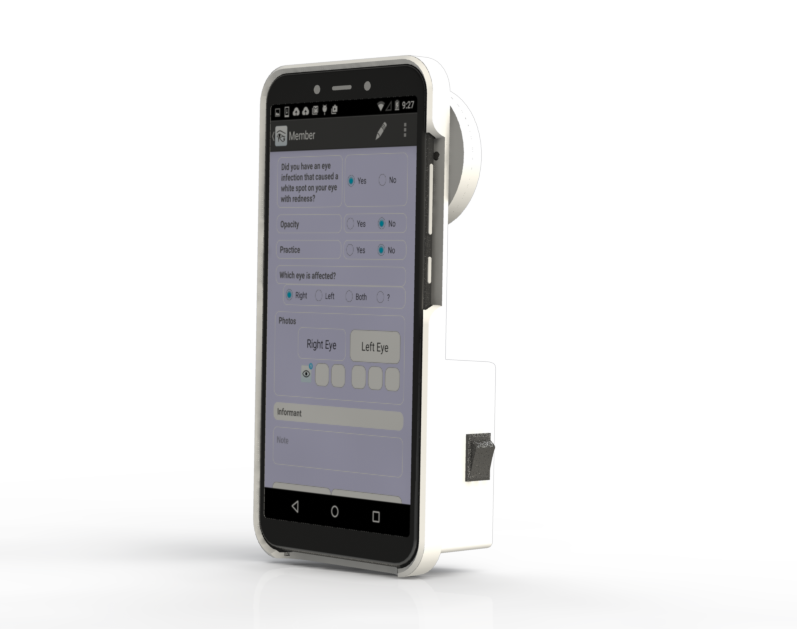 9:27
Member
Did you have an eye
infection that caused a
white spot on your eye
with redness?
Yes No
Opacity Yes No
Practice Yes No
Which eye is affected?
Right Left Both ?
Photos
Right Eye Left Eye
Informant
Note